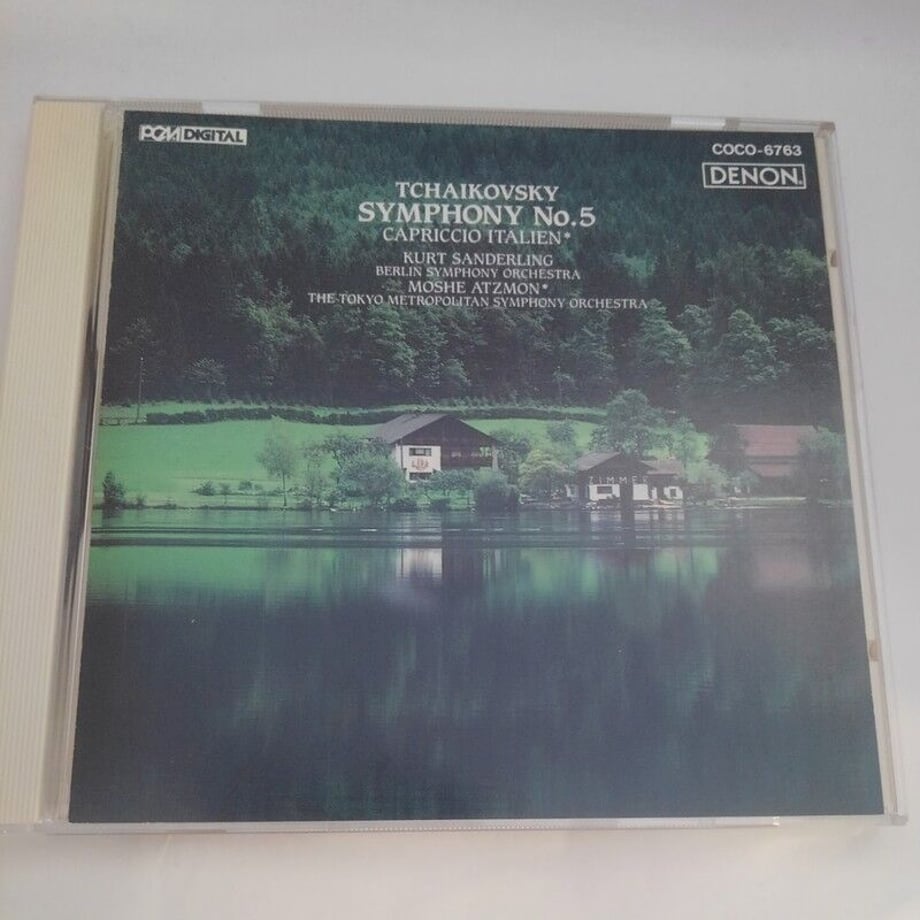 PCM DIGITAL
COCO-6763
DENON.
TCHAIKOVSKY
SYMPHONY No.5
CAPRICCIO ITALIEN*
KURT SANDERLING
BERLIN SYMPHONY ORCHESTRA
MOSHE ATZMON*
THE TOKYO METROPOLITAN SYMPHONY ORCHESTRA
ZIMMER